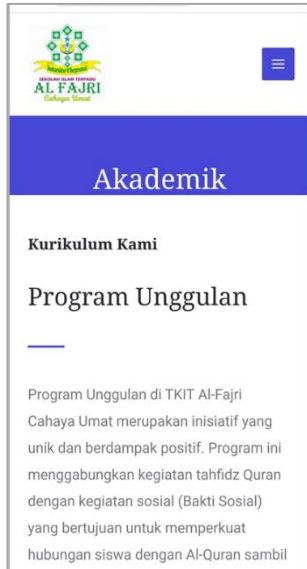 SEKOLAH ISLAM TERPADU
AL FAJRI
Cahaya Umat
Akademik
Kurikulum Kami
Program Unggulan
Program Unggulan di TKIT Al-Fajri
Cahaya Umat merupakan inisiatif yang
unik dan berdampak positif. Program ini
menggabungkan kegiatan tahfidz Quran
dengan kegiatan sosial (Bakti Sosial)
yang bertujuan untuk memperkuat
hubungan siswa dengan Al-Quran sambil